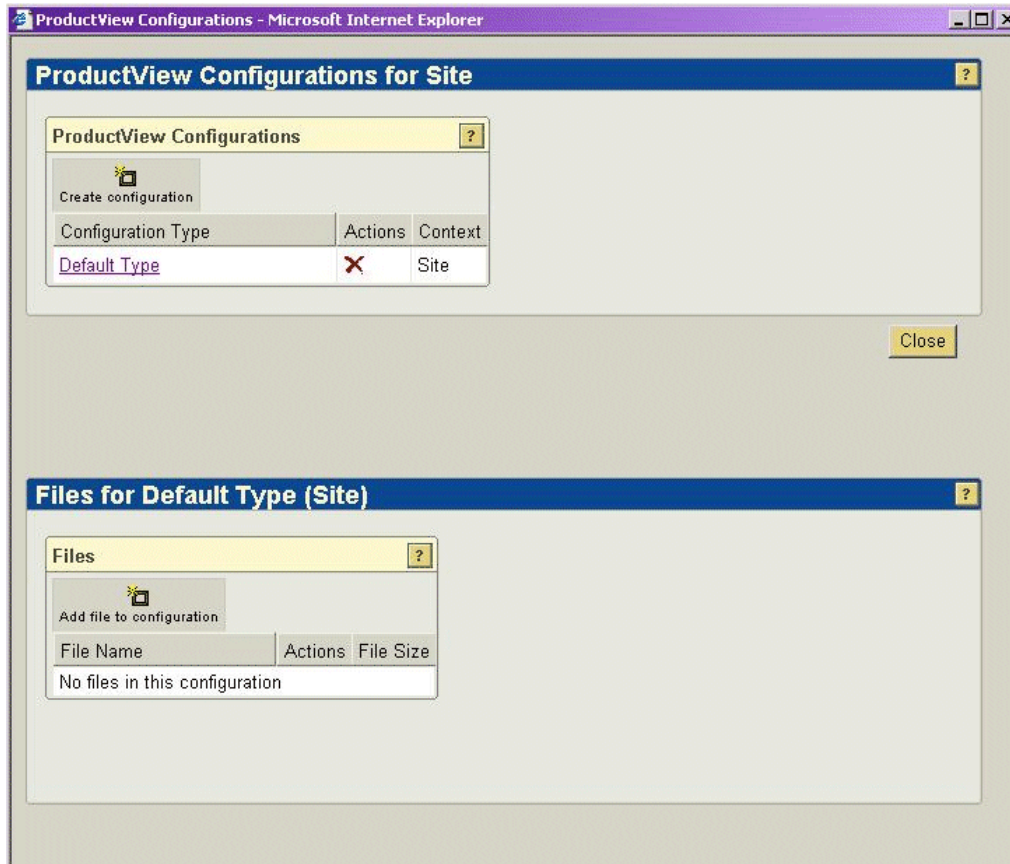 ProductView Configurations - Microsoft Internet Explorer
ProductView Configurations for Site
?
ProductView Configurations
?
Create configuration
Configuration Type Actions Context
Default Type Site
Close
Files for Default Type (Site)
?
Files
?
Add file to configuration
File Name Actions File Size
No files in this configuration